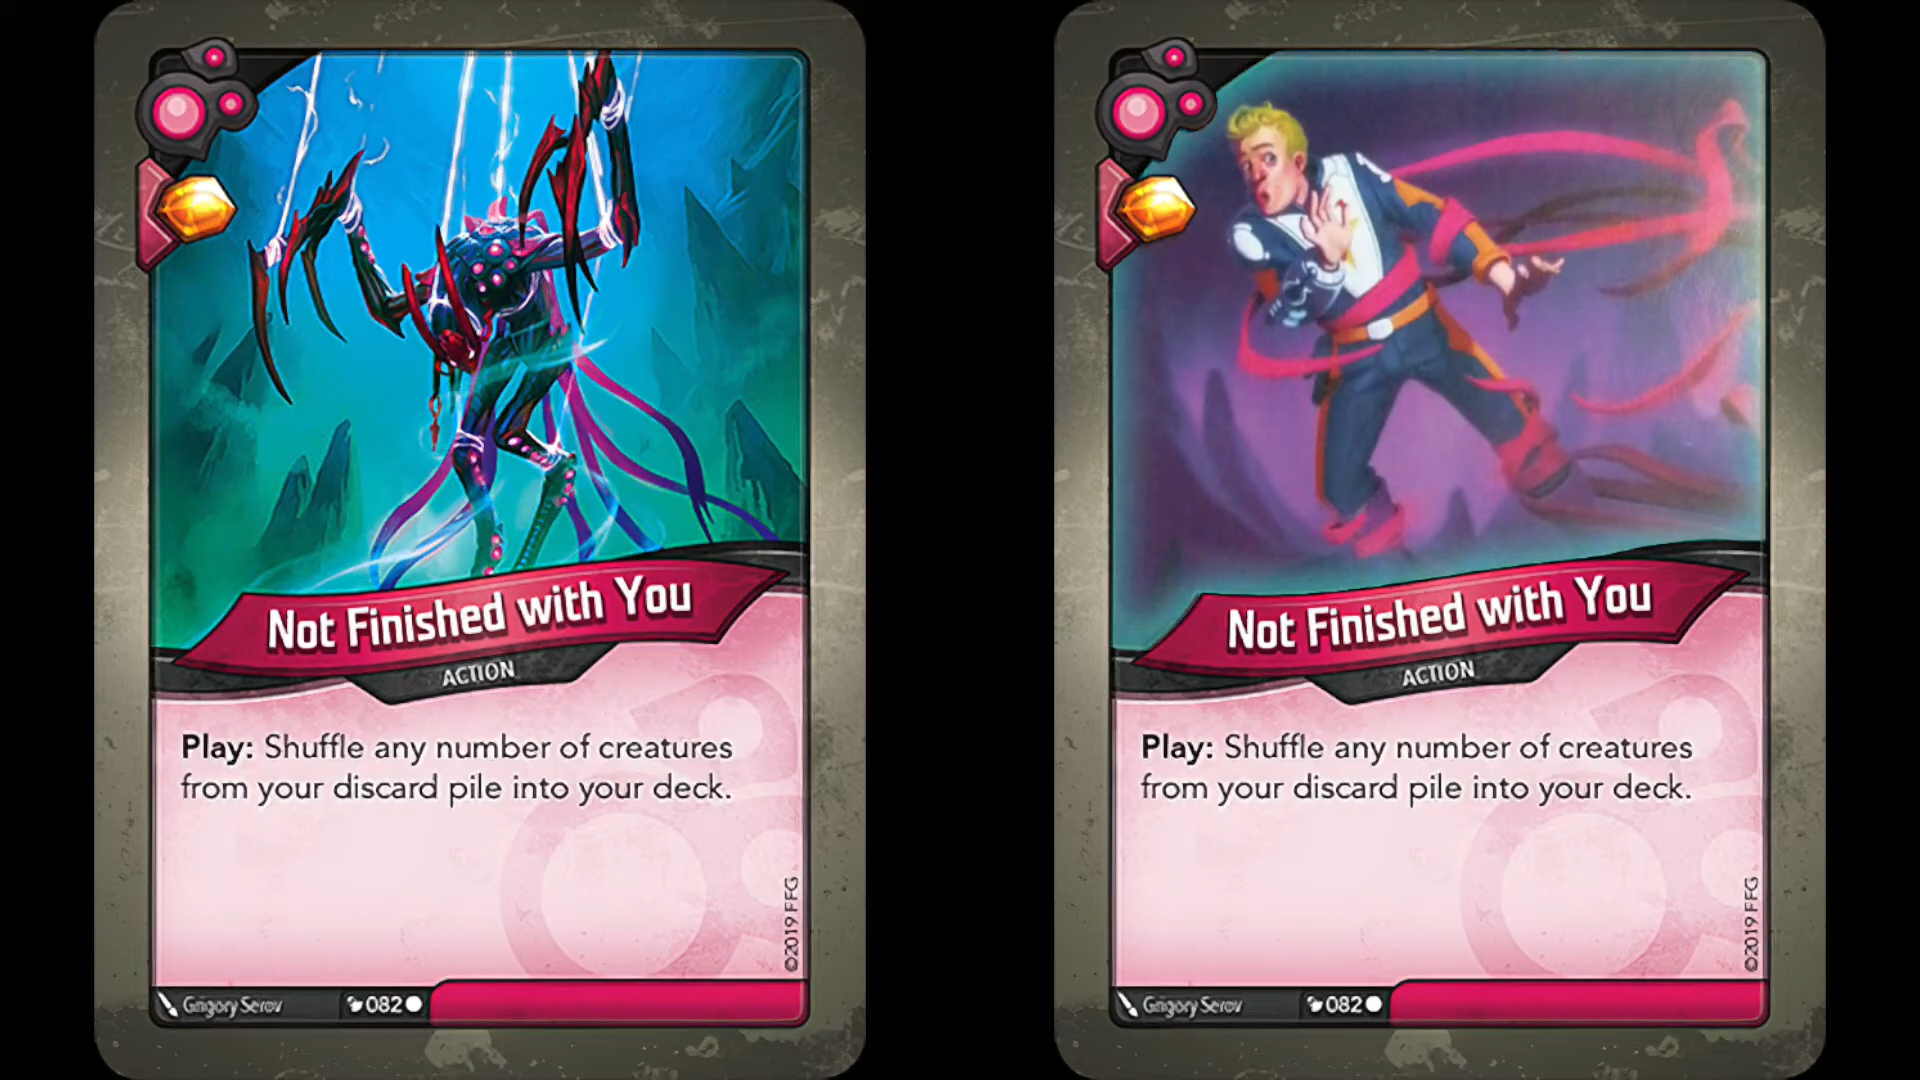 Not Finished with You
ACTION
Play: Shuffle any number of creatures
from your discard pile into your deck.
©2019 FFG
Grigory Serov
082
Not Finished with You
ACTION
Play: Shuffle any number of creatures
from your discard pile into your deck.
©2019 FFG
Grigory Serov
082